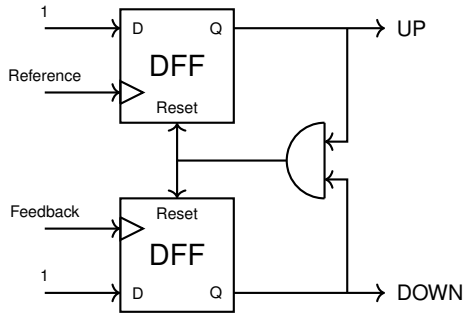 1
D
Q
UP
DFF
Reference
Reset
Feedback
Reset
DFF
1
D
Q
DOWN